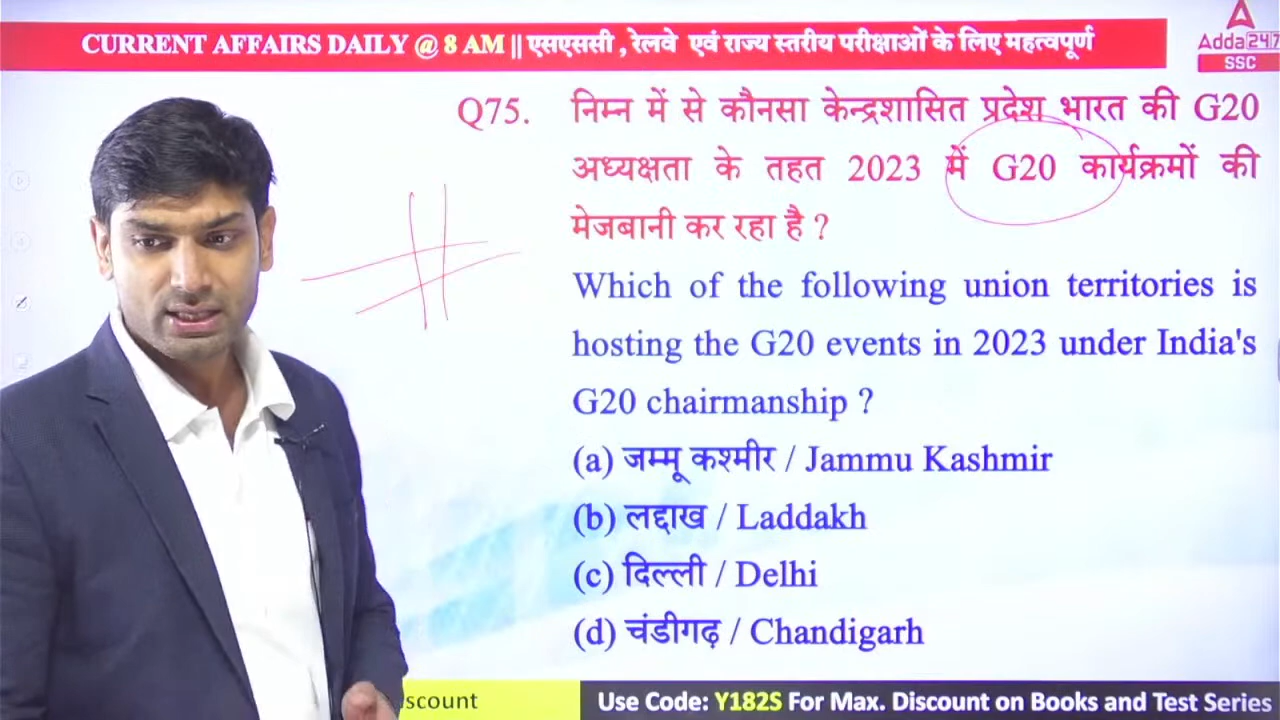 CURRENT AFFAIRS DAILY @ 8 AM || एसएससी , रेलवे एवं राज्य स्तरीय परीक्षाओं के लिए महत्वपूर्ण
Adda247
SSC
Q75. निम्न में से कौनसा केन्द्रशासित प्रदेश भारत की G20
अध्यक्षता के तहत 2023 में G20 कार्यक्रमों की
मेजबानी कर रहा है ?
Which of the following union territories is
hosting the G20 events in 2023 under India's
G20 chairmanship ?
(a) जम्मू कश्मीर / Jammu Kashmir
(b) लद्दाख / Laddakh
(c) दिल्ली / Delhi
(d) चंडीगढ़ / Chandigarh
scount
Use Code: Y182S For Max. Discount on Books and Test Series